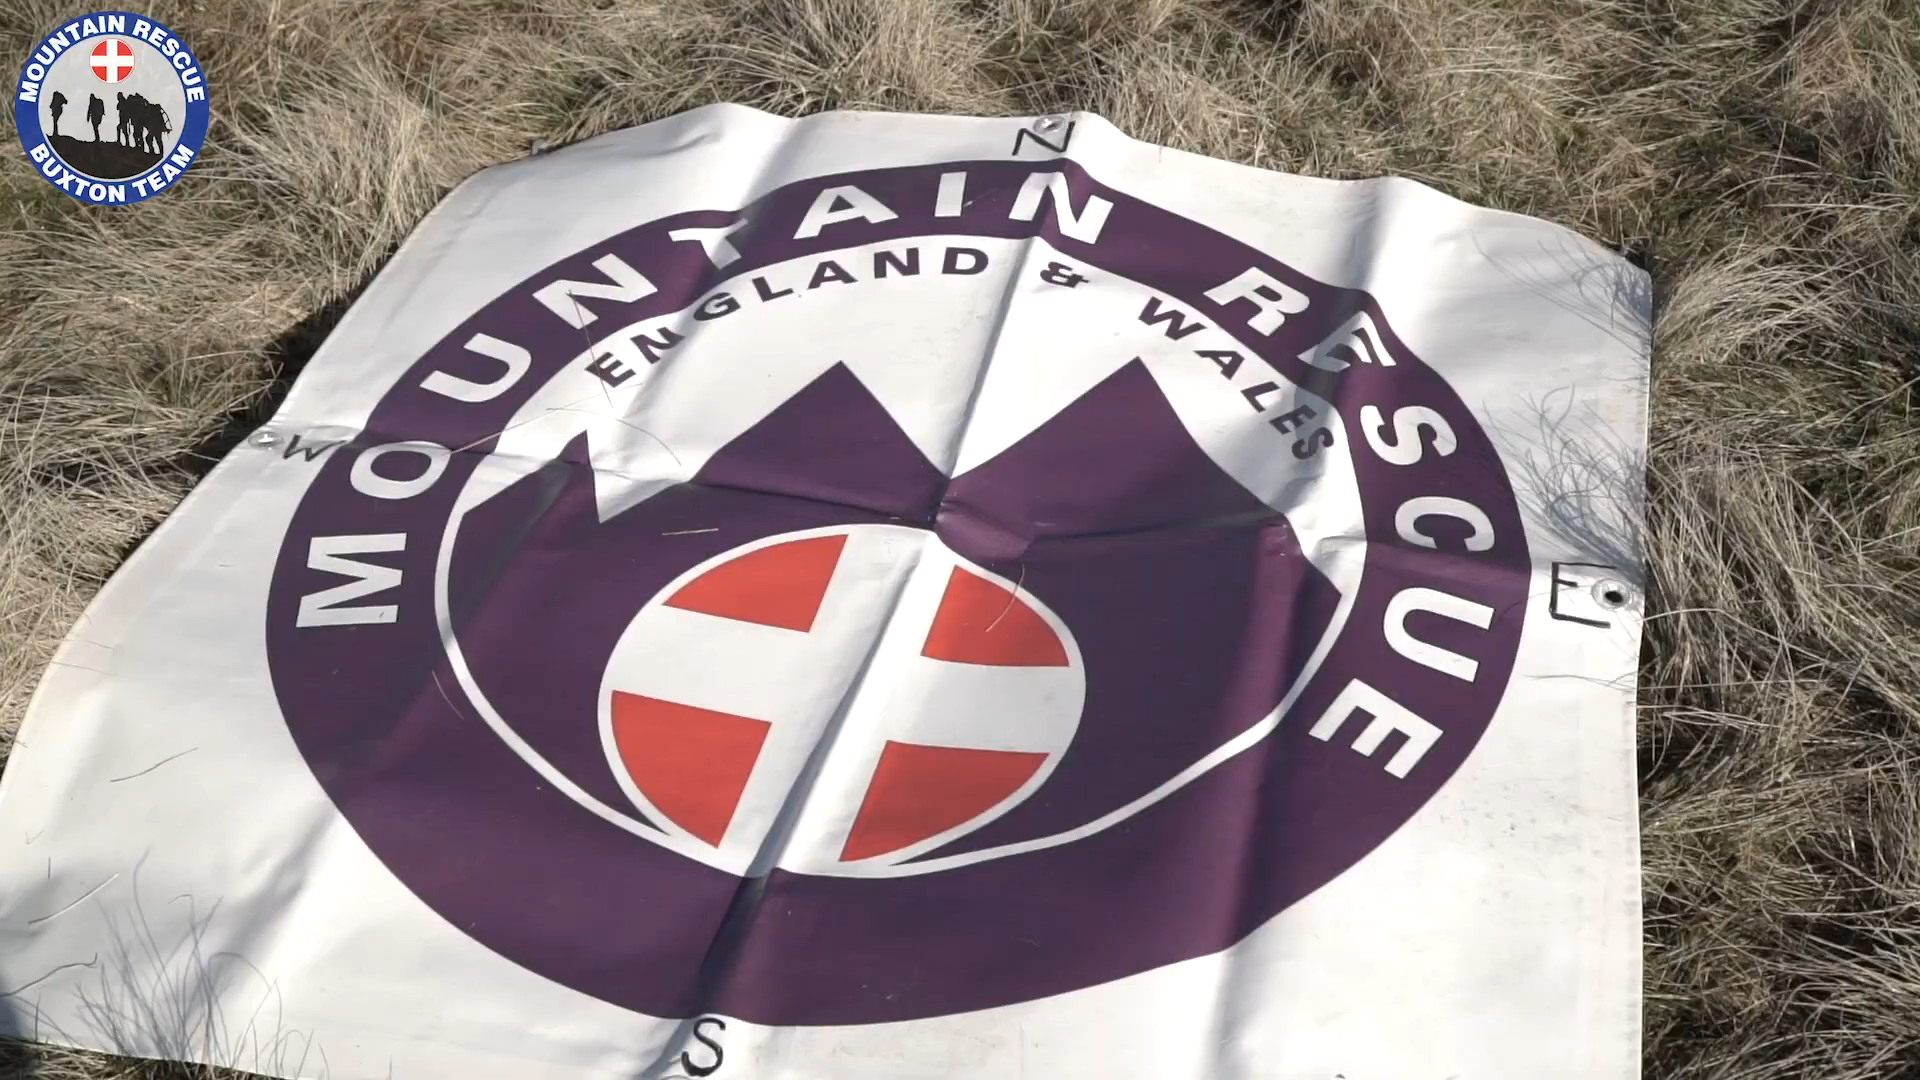 MOUNTAIN RESCUE
BUXTON TEAM
N
MOUNTAIN RESCUE
ENGLAND & WALES
W
E
S